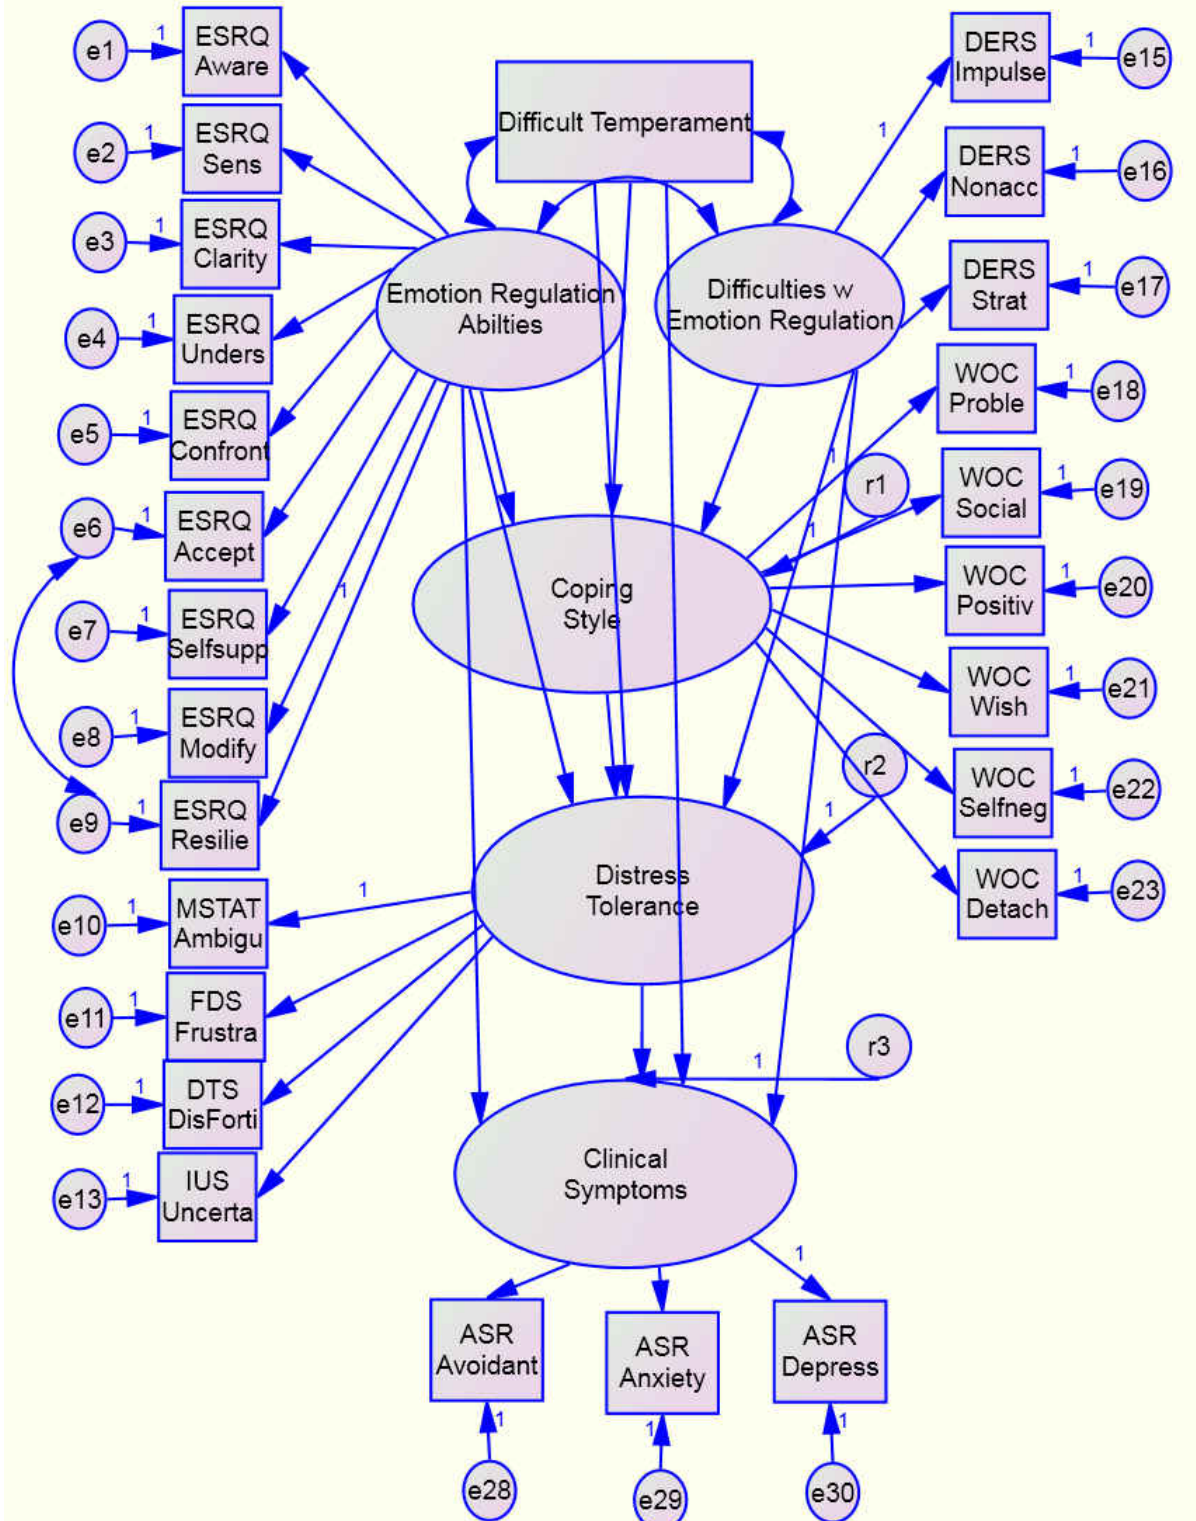 e1
1
ESRQ
Aware
e2
1
ESRQ
Sens
e3
1
ESRQ
Clarity
e4
1
ESRQ
Unders
e5
1
ESRQ
Confront
e6
1
ESRQ
Accept
e7
1
ESRQ
Selfsupp
e8
1
ESRQ
Modify
1
e9
1
ESRQ
Resilie
e10
1
MSTAT
Ambigu
1
e11
1
FDS
Frustra
e12
1
DTS
DisForti
e13
1
IUS
Uncerta
Difficult Temperament
Emotion Regulation
Abilties
Difficulties w
Emotion Regulation
Coping
Style
Distress
Tolerance
Clinical
Symptoms
1
DERS
Impulse
1
e15
DERS
Nonacc
1
e16
DERS
Strat
1
e17
WOC
Proble
1
e18
1
r1
1
WOC
Social
1
e19
WOC
Positiv
1
e20
WOC
Wish
1
e21
r2
1
WOC
Selfneg
1
e22
WOC
Detach
1
e23
r3
1
1
ASR
Avoidant
ASR
Anxiety
ASR
Depress
1
1
1
e28
e29
e30